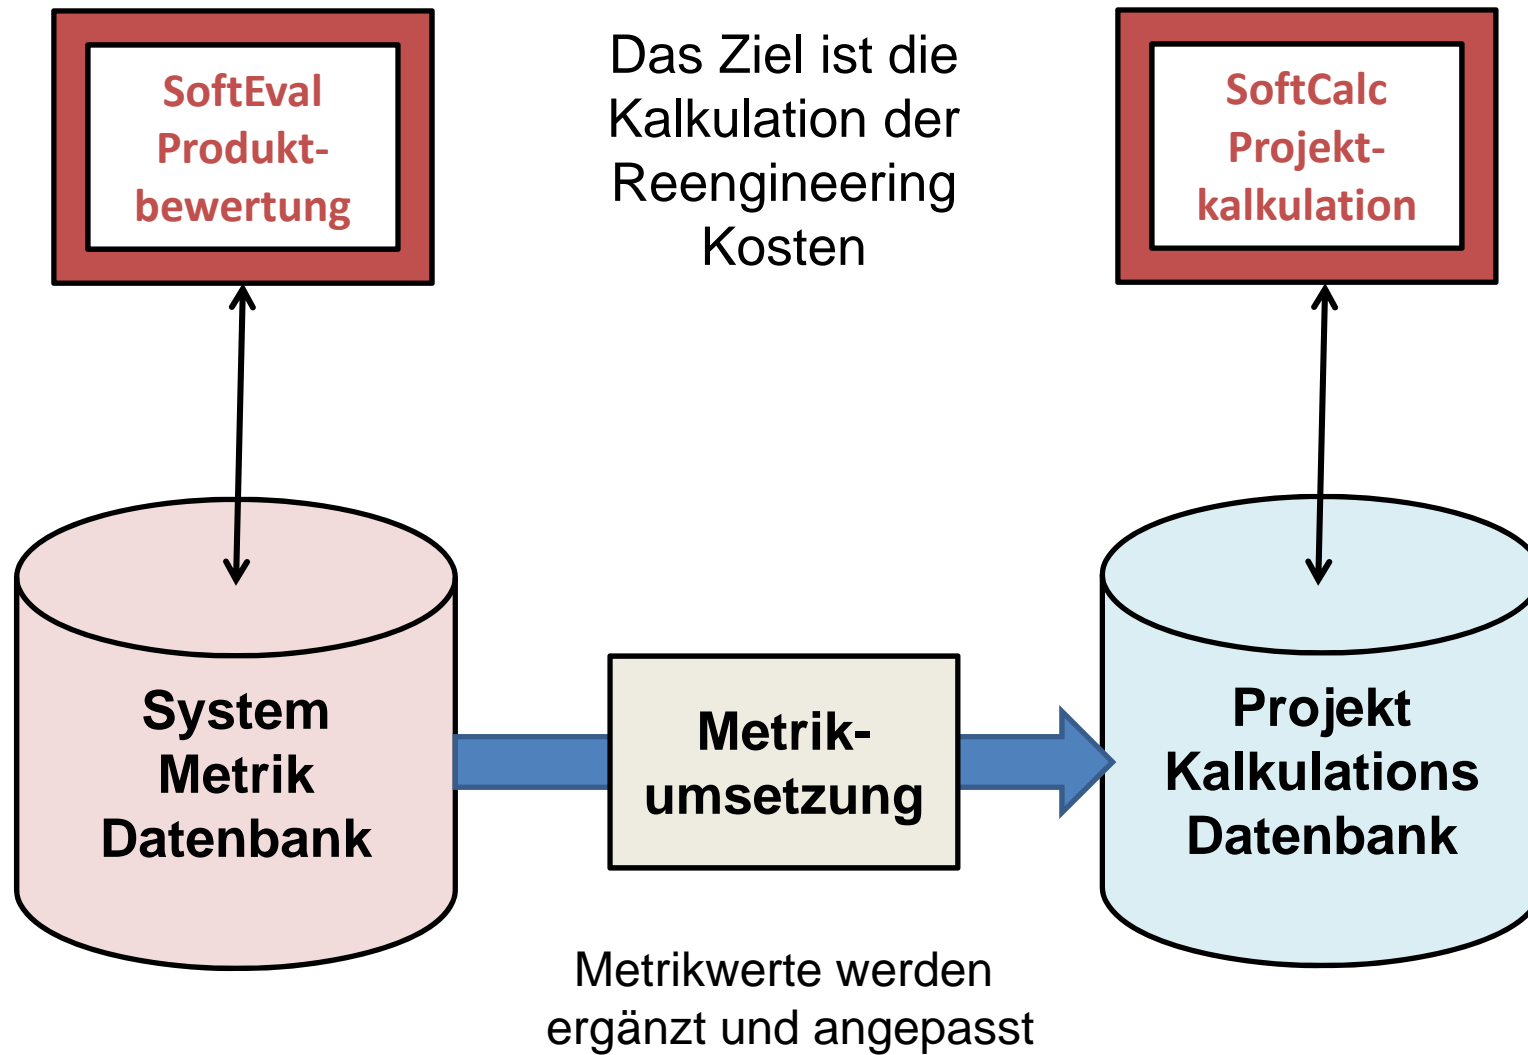 SoftEval
Produkt-
bewertung
Das Ziel ist die
Kalkulation der
Reengineering
Kosten
SoftCalc
Projekt-
kalkulation
System
Metrik
Datenbank
Metrik-
umsetzung
Projekt
Kalkulations
Datenbank
Metrikwerte werden
ergänzt und angepasst